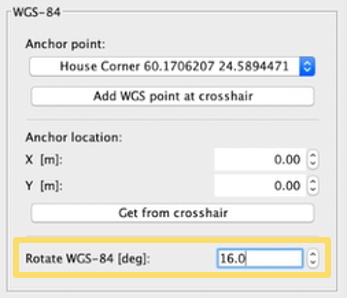 WGS-84
Anchor point:
House Corner 60.1706207 24.5894471
Add WGS point at crosshair
Anchor location:
X [m]: 0.00
Y [m]: 0.00
Get from crosshair
Rotate WGS-84 [deg]: 16.0